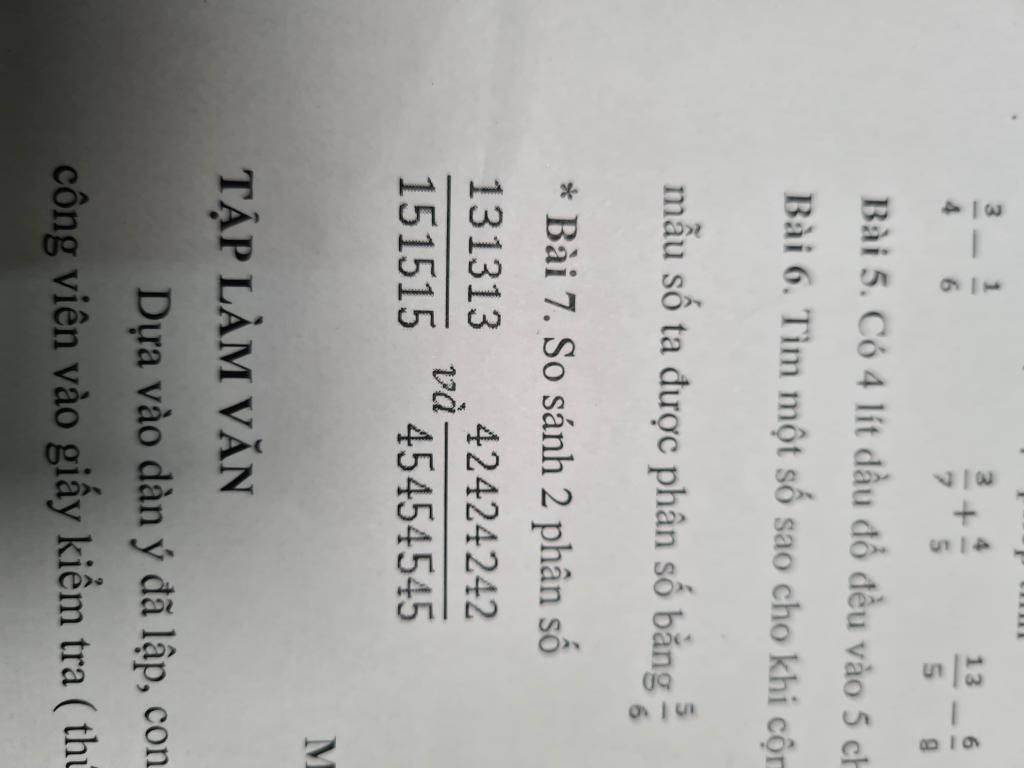 3/4 − 1/6 3/7 + 4/5 13/5 − 6/8
Bài 5. Có 4 lít dầu đổ đều vào 5
Bài 6. Tìm một số sao cho khi
mẫu số ta được phân số bằng 5/6
* Bài 7. So sánh 2 phân số
131313/151515 và 42424242/45454545
M
TẬP LÀM VĂN
Dựa vào dàn ý đã lập, con
công viên vào giấy kiểm tra (